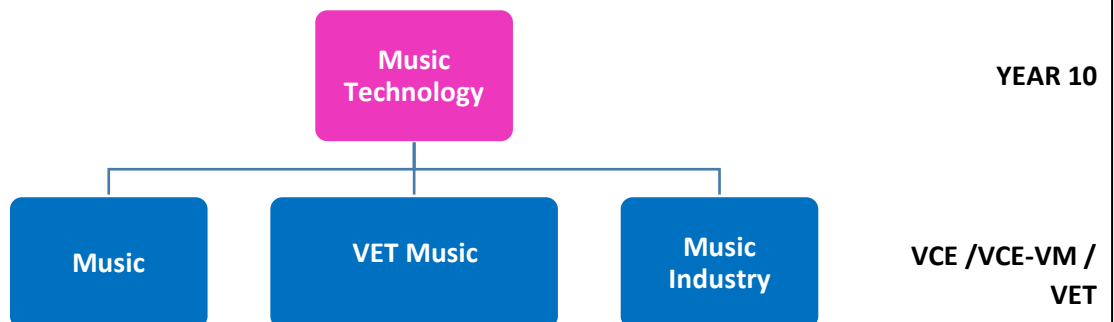 Music
Technology
YEAR 10
Music
VET Music
Music
Industry
VCE /VCE-VM /
VET